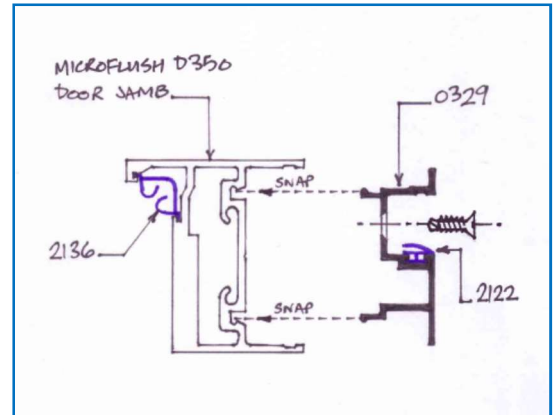 MICROFLUSH D350
DOOR JAMB
0329
SNAP
2136
2122
SNAP